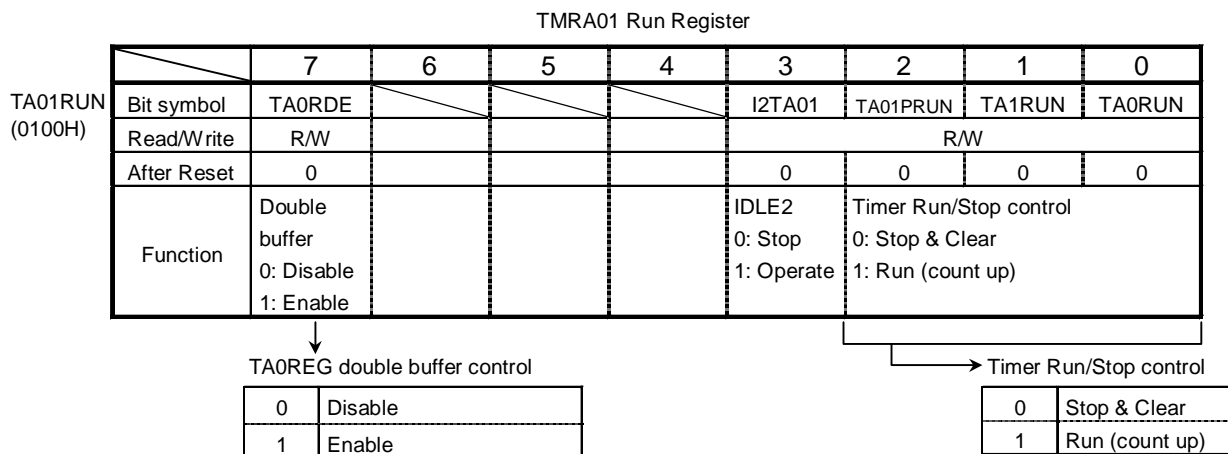 TMRA01 Run Register
7 6 5 4 3 2 1 0
TA01RUN
(0100H)
Bit symbol TA0RDE I2TA01 TA01PRUN TA1RUN TA0RUN
Read/Write R/W R/W
After Reset 0 0 0 0 0
Function
Double
buffer
0: Disable
1: Enable
IDLE2
0: Stop
1: Operate
Timer Run/Stop control
0: Stop & Clear
1: Run (count up)
TA0REG double buffer control
0 Disable
1 Enable
Timer Run/Stop control
0 Stop & Clear
1 Run (count up)